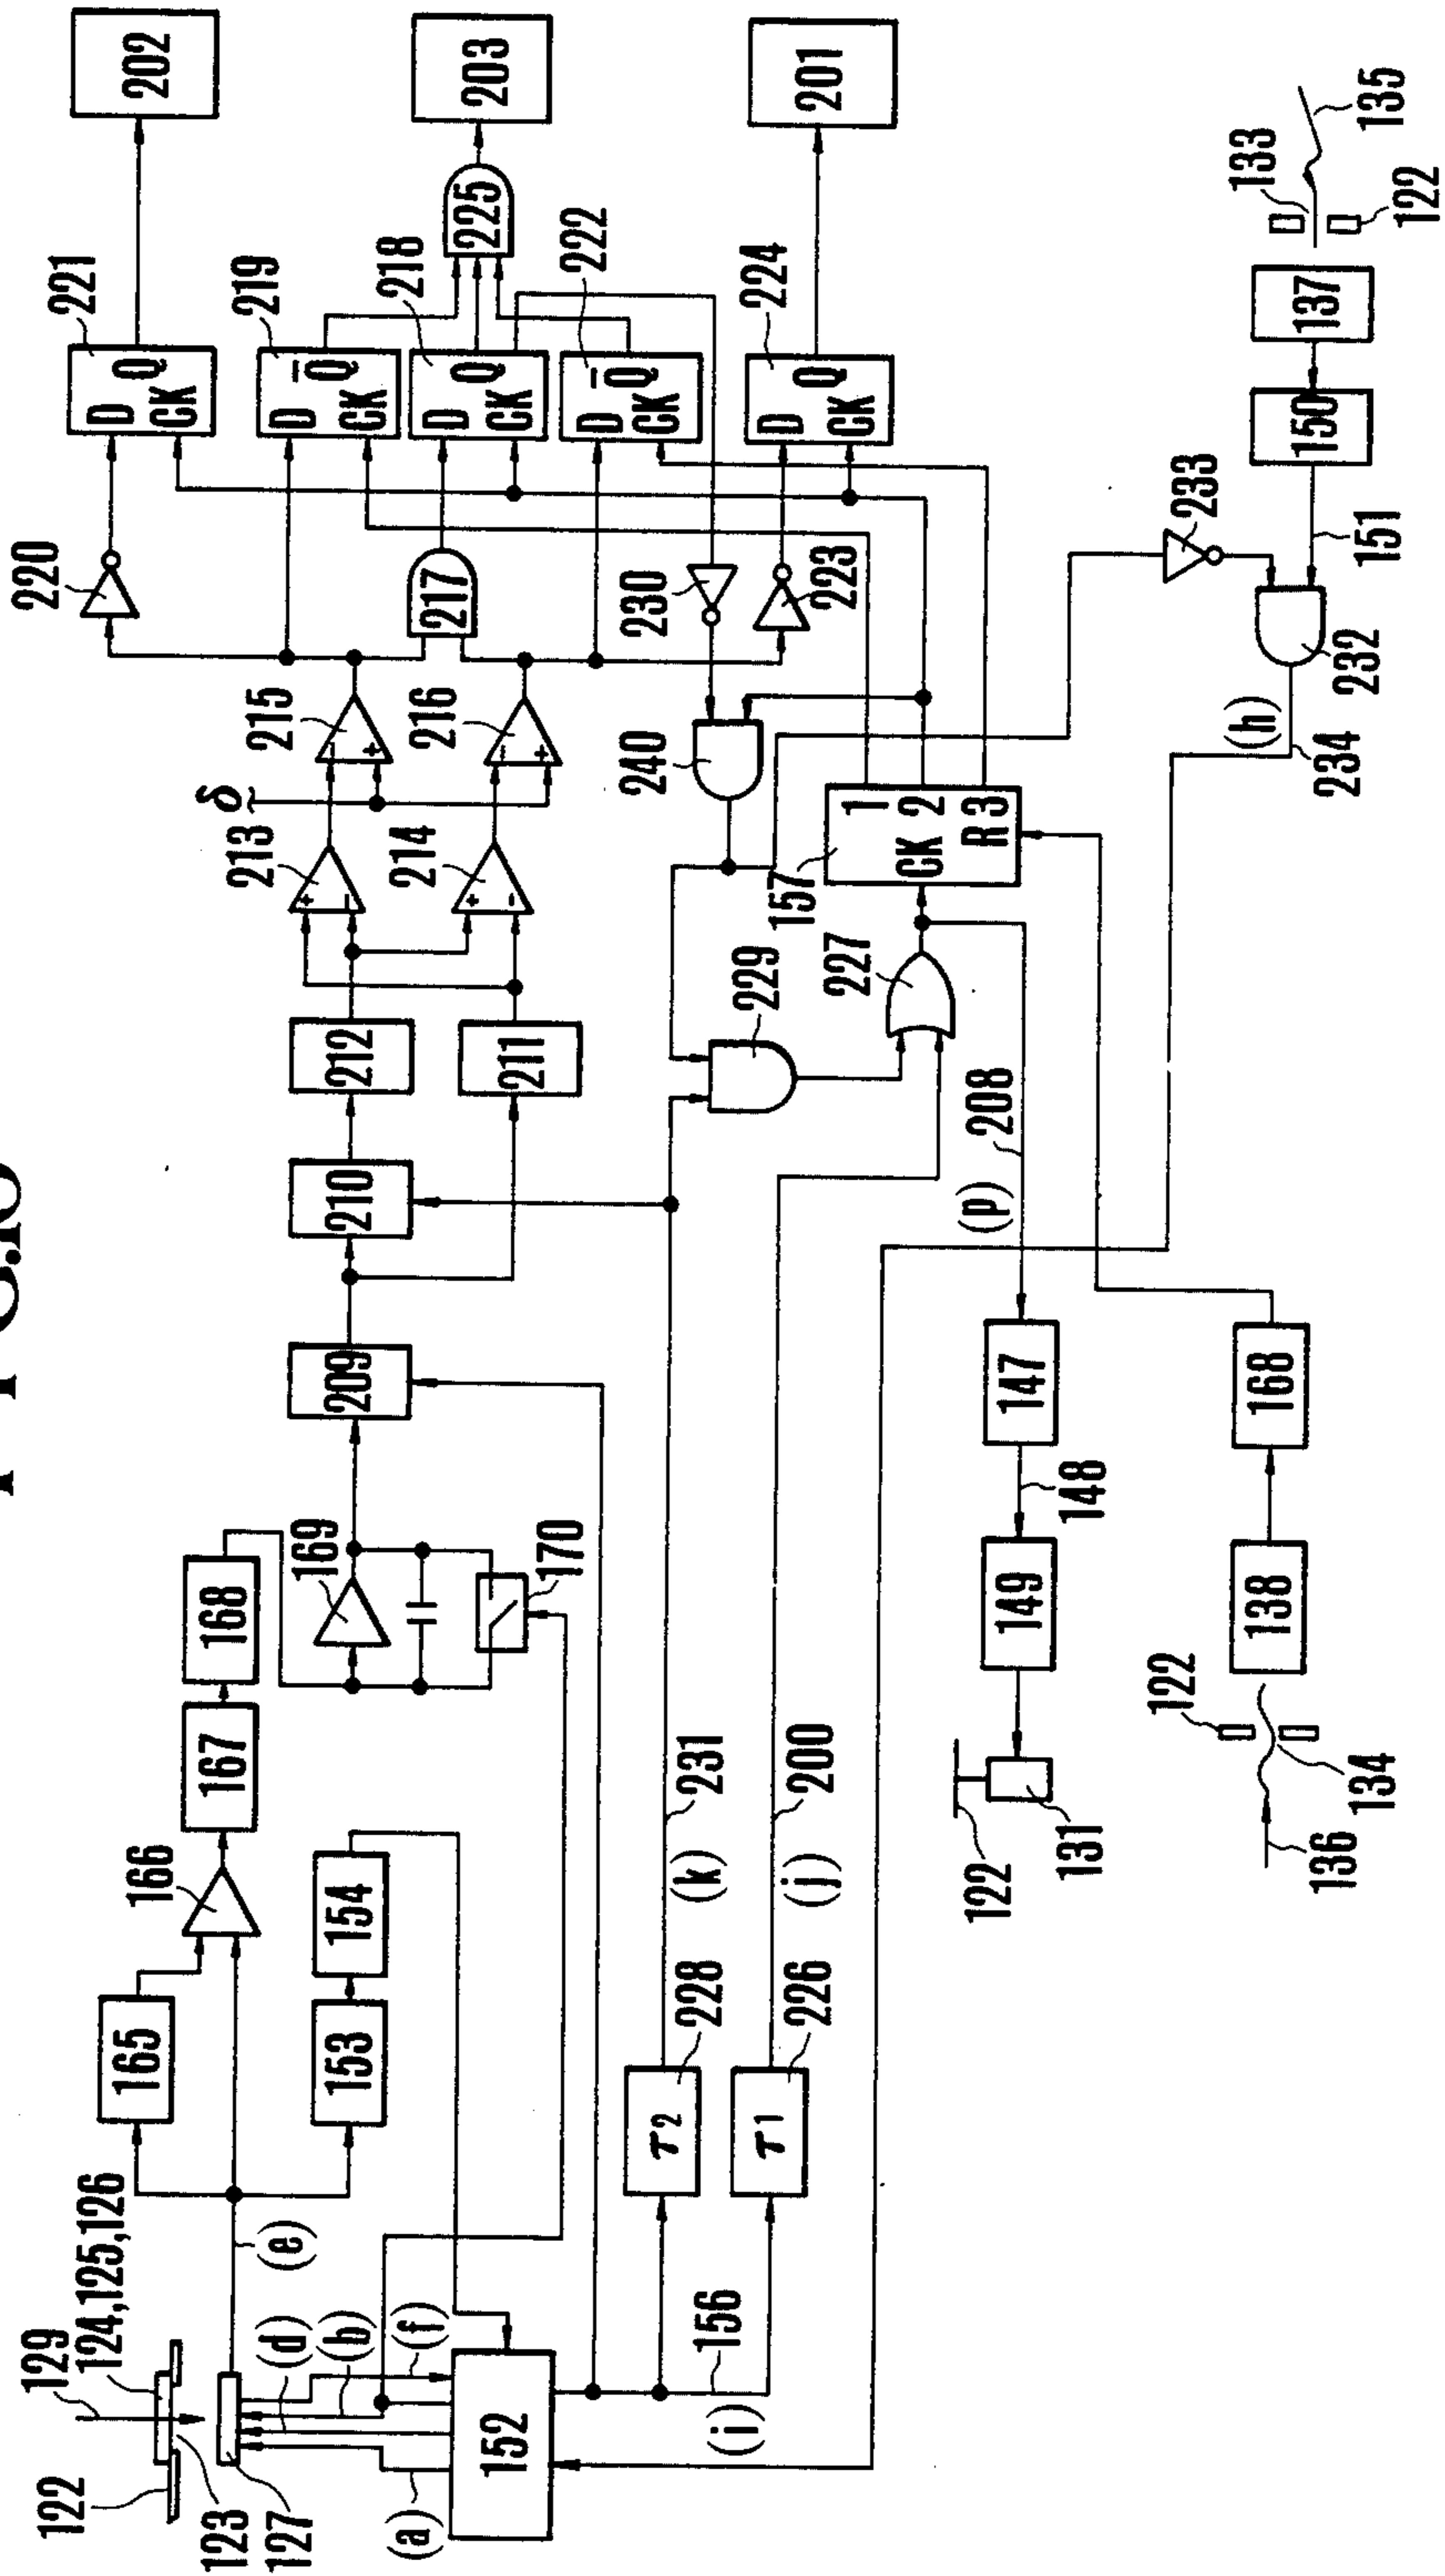 FIG.10
129
124,125,126
122
123
127
(e)
(d)
(b)
(f)
(a)
152
(i)
156
165
166
167
168
153
154
169
170
209
210
212
211
213
214
δ
215
216
217
220
221
D
Q
CK
202
219
D
Q̅
CK
218
D
Q
CK
222
D
Q̅
CK
225
203
224
D
Q
CK
201
223
230
240
229
227
157
1
CK 2
R 3
τ2
228
(k)
231
τ1
226
(j)
200
(p)
208
147
148
149
122
131
136
134
122
138
168
(h)
234
232
233
151
150
137
133
122
135